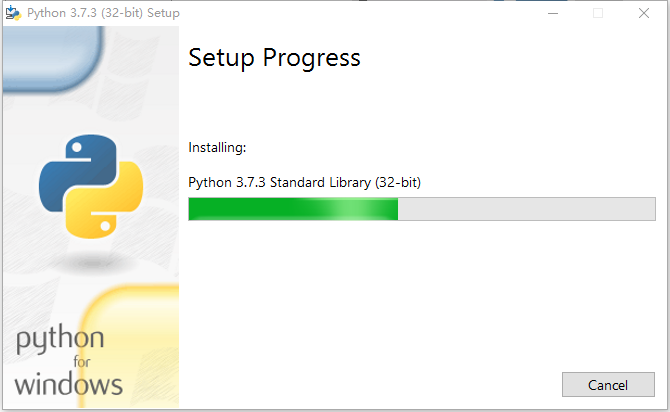 Python 3.7.3 (32-bit) Setup
Setup Progress
Installing:
Python 3.7.3 Standard Library (32-bit)
python
for
windows
Cancel